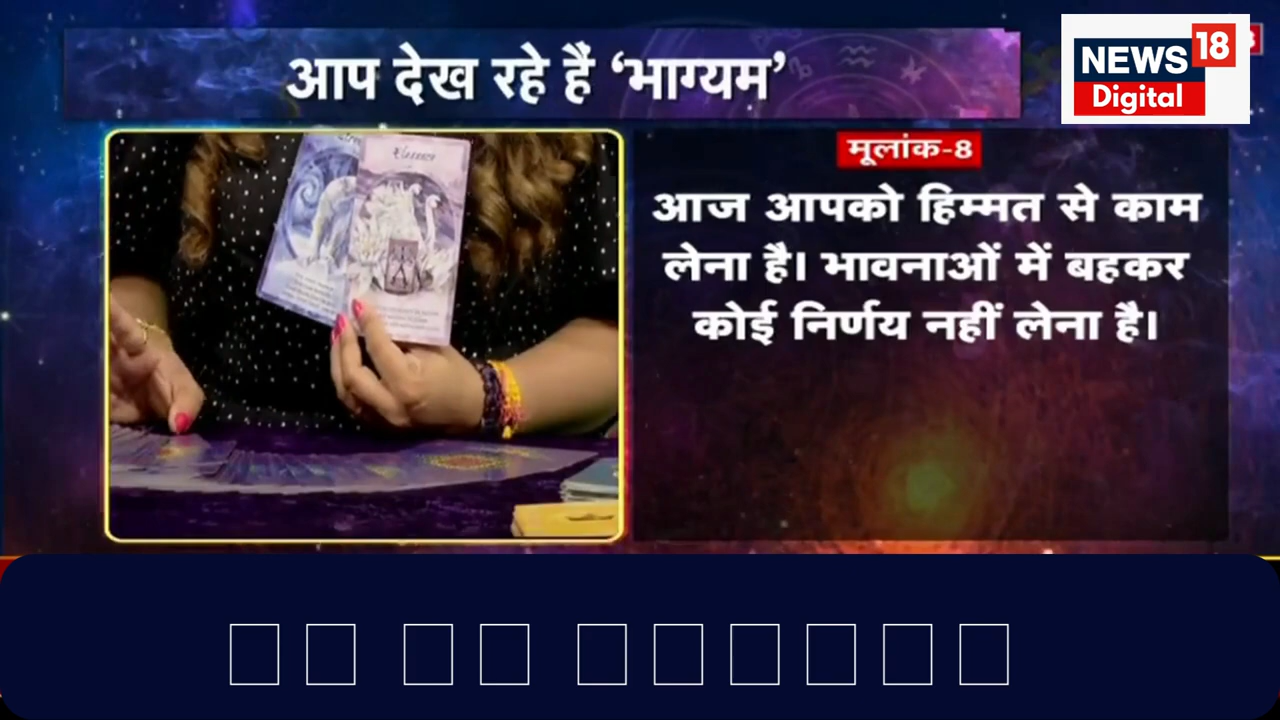 आप देख रहे हैं ‘भाग्यम’
NEWS 18
Digital
मूलांक-8
आज आपको हिम्मत से काम
लेना है। भावनाओं में बहकर
कोई निर्णय नहीं लेना है।